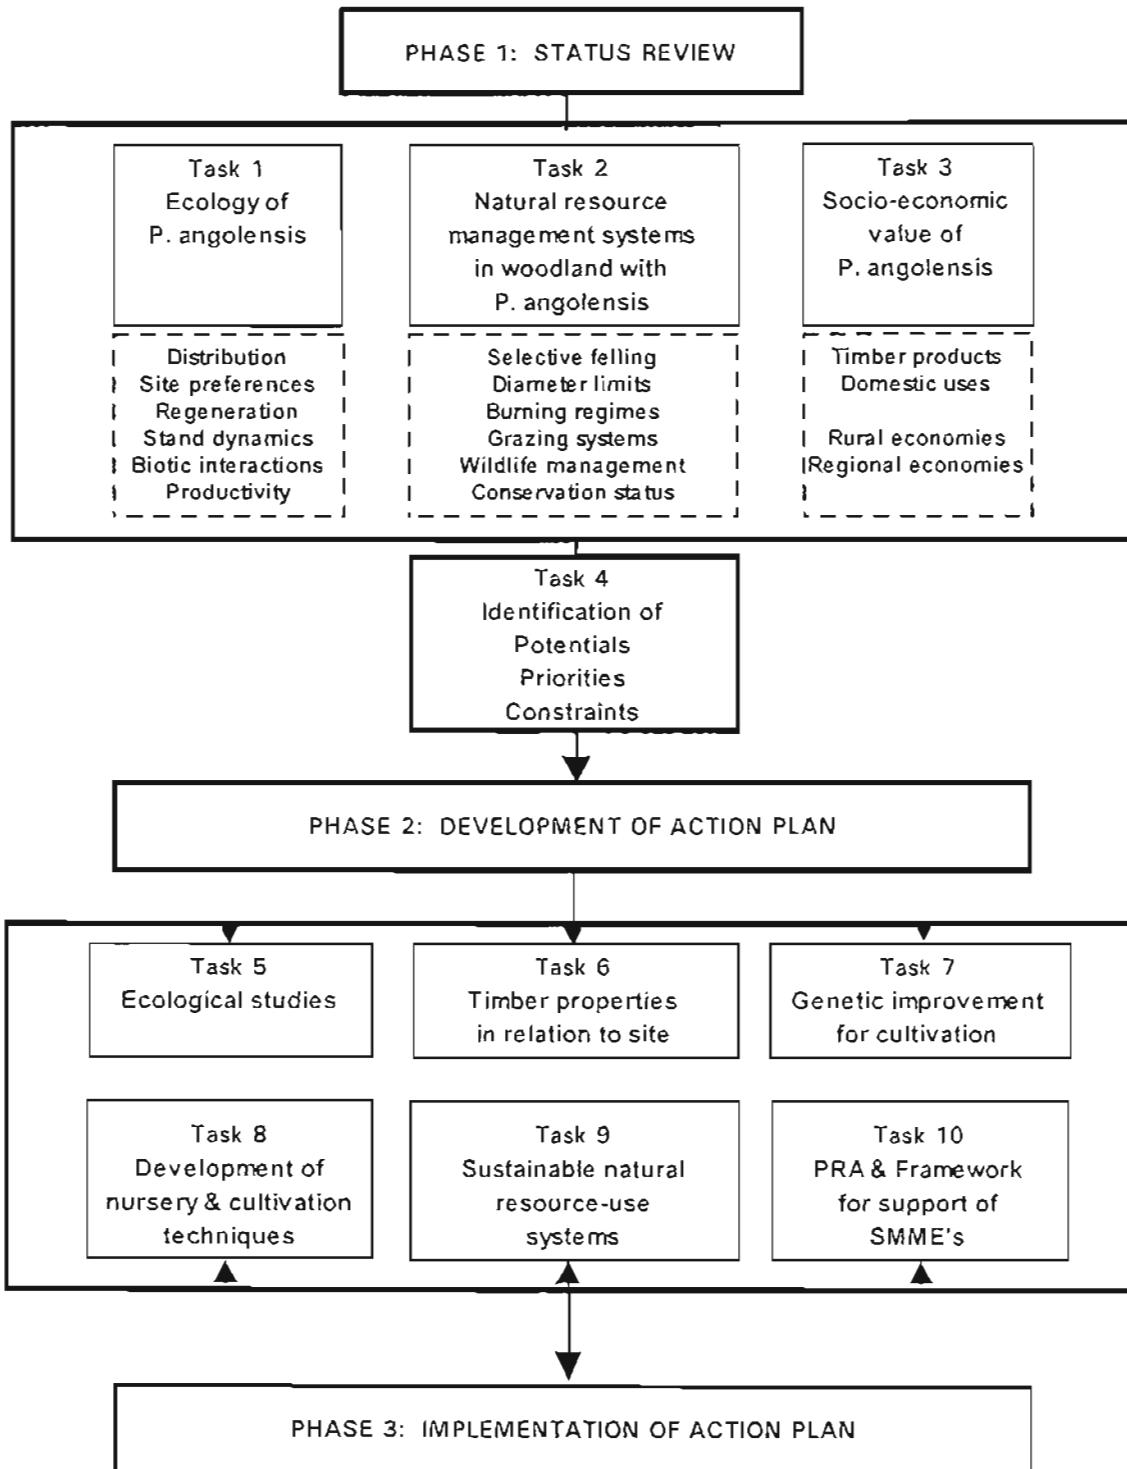 PHASE 1: STATUS REVIEW
Task 1
Ecology of
P. angolensis
Task 2
Natural resource
management systems
in woodland with
P. angolensis
Task 3
Socio-economic
value of
P. angolensis
Distribution
Site preferences
Regeneration
Stand dynamics
Biotic interactions
Productivity
Selective felling
Diameter limits
Burning regimes
Grazing systems
Wildlife management
Conservation status
Timber products
Domestic uses
Rural economies
Regional economies
Task 4
Identification of
Potentials
Priorities
Constraints
PHASE 2: DEVELOPMENT OF ACTION PLAN
Task 5
Ecological studies
Task 6
Timber properties
in relation to site
Task 7
Genetic improvement
for cultivation
Task 8
Development of
nursery & cultivation
techniques
Task 9
Sustainable natural
resource-use
systems
Task 10
PRA & Framework
for support of
SMME's
PHASE 3: IMPLEMENTATION OF ACTION PLAN